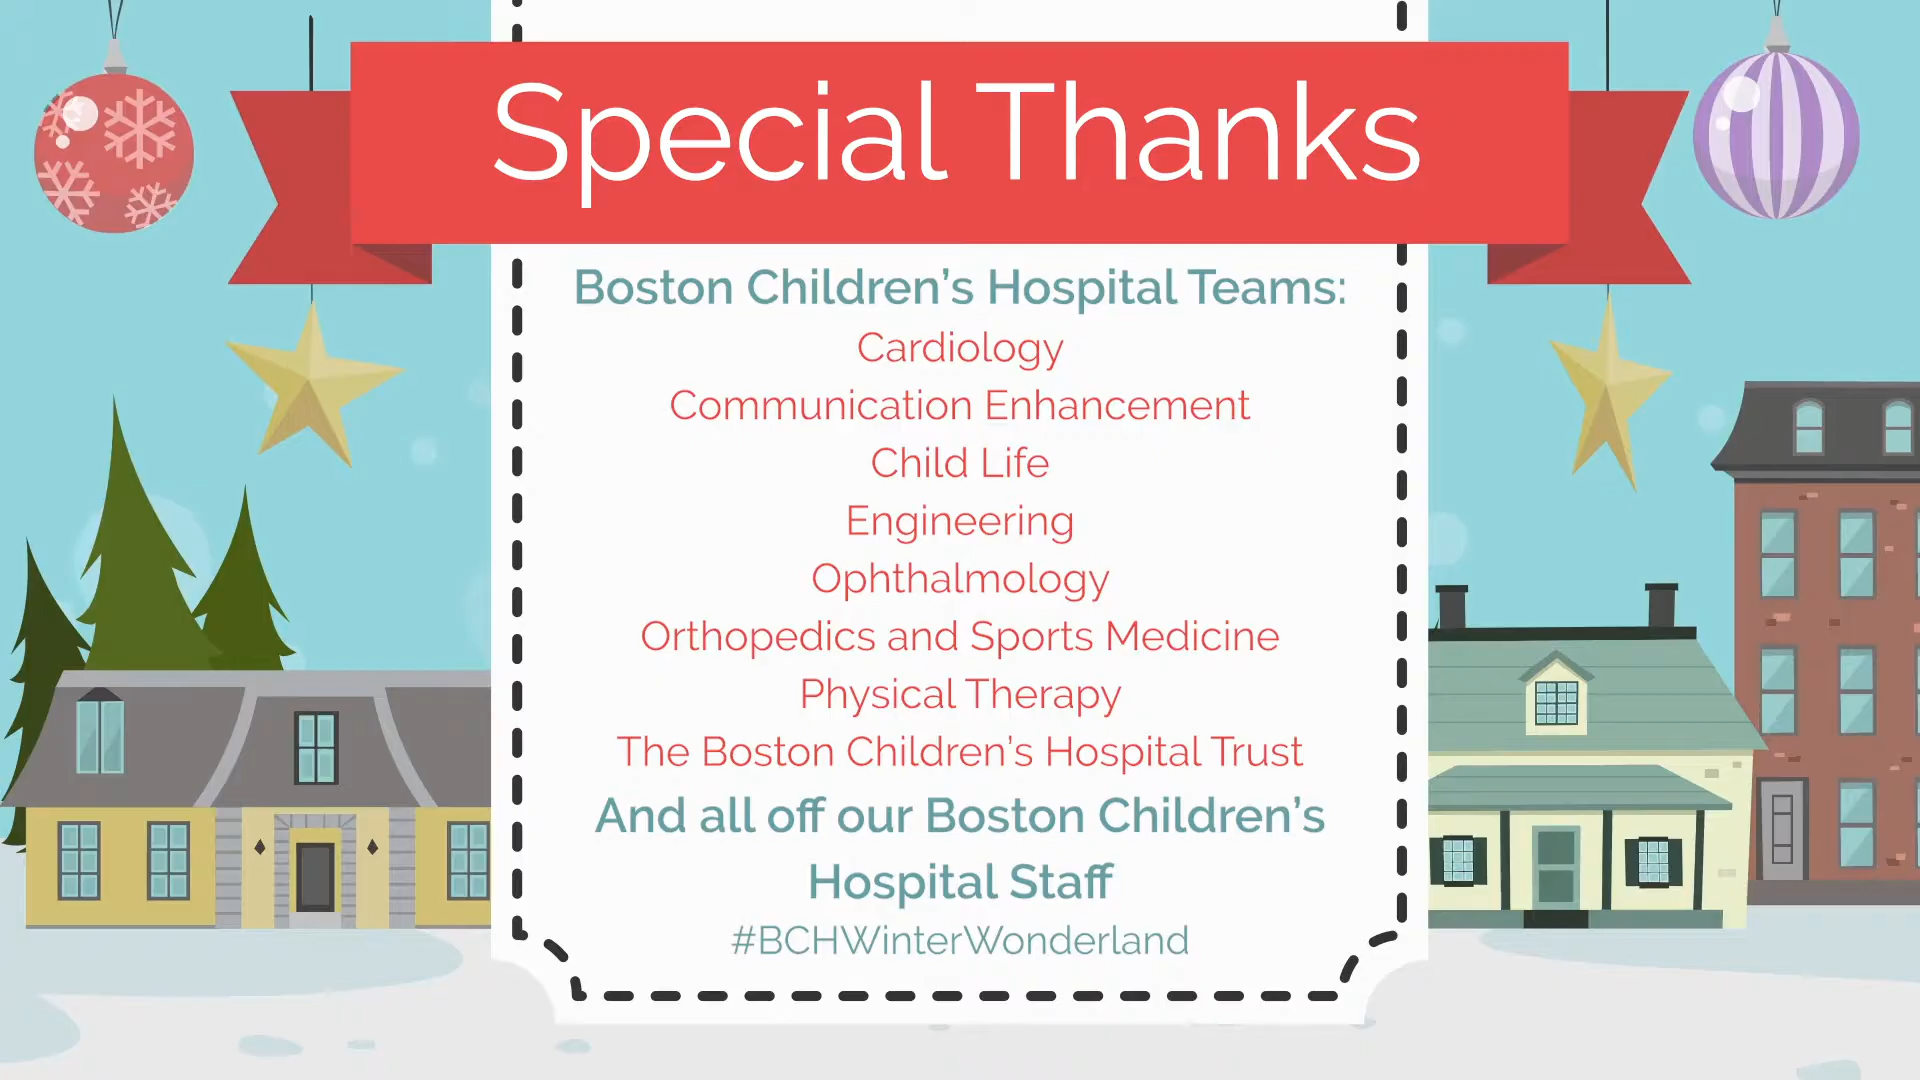 Special Thanks
Boston Children’s Hospital Teams:
Cardiology
Communication Enhancement
Child Life
Engineering
Ophthalmology
Orthopedics and Sports Medicine
Physical Therapy
The Boston Children’s Hospital Trust
And all off our Boston Children’s
Hospital Staff
#BCHWinterWonderland